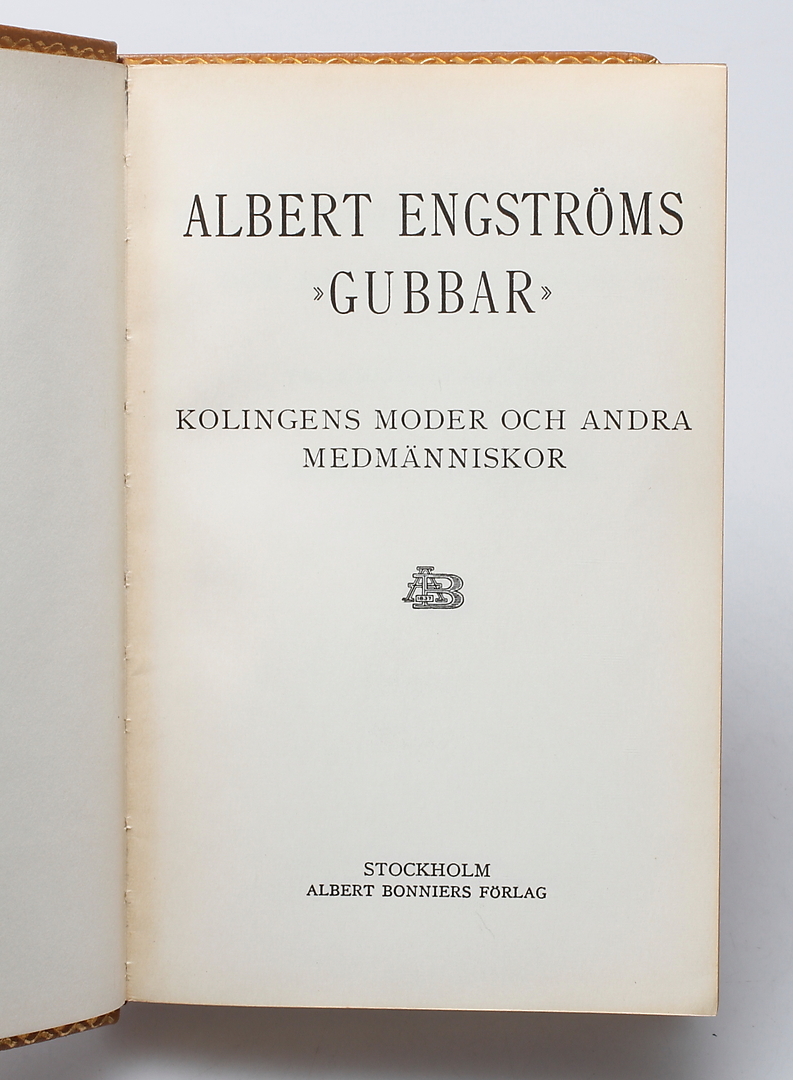 ALBERT ENGSTRÖMS
»GUBBAR»
KOLINGENS MODER OCH ANDRA
MEDMÄNNISKOR
STOCKHOLM
ALBERT BONNIERS FÖRLAG